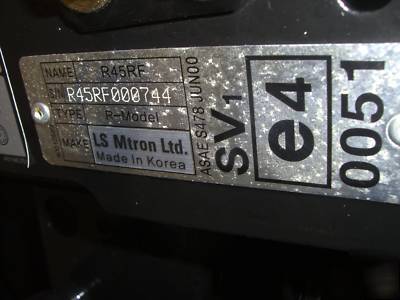 NAME R45RF
S/N R45RF000744
TYPE R-Model
MAKE LS Mtron Ltd.
Made in Korea
ASAE S478 JUN00
SV1
e4
0051